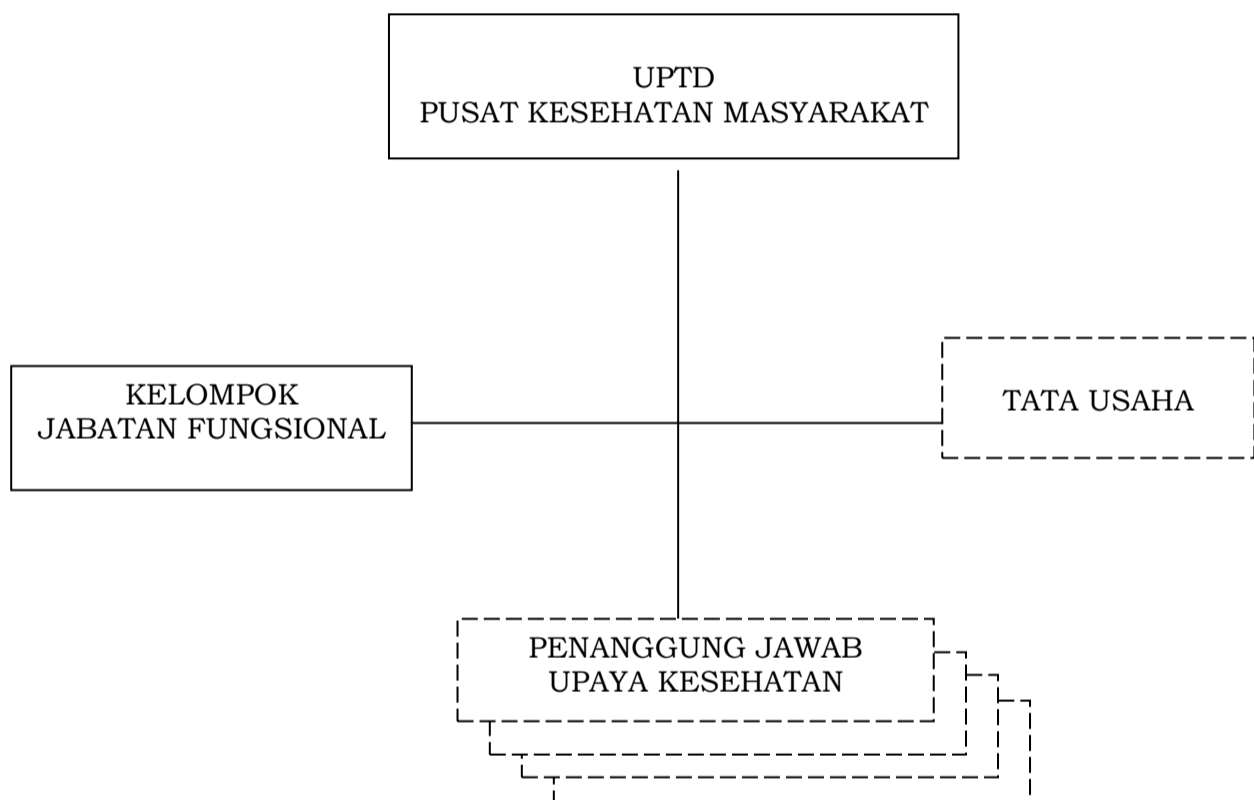 UPTD
PUSAT KESEHATAN MASYARAKAT
KELOMPOK
JABATAN FUNGSIONAL
TATA USAHA
PENANGGUNG JAWAB
UPAYA KESEHATAN